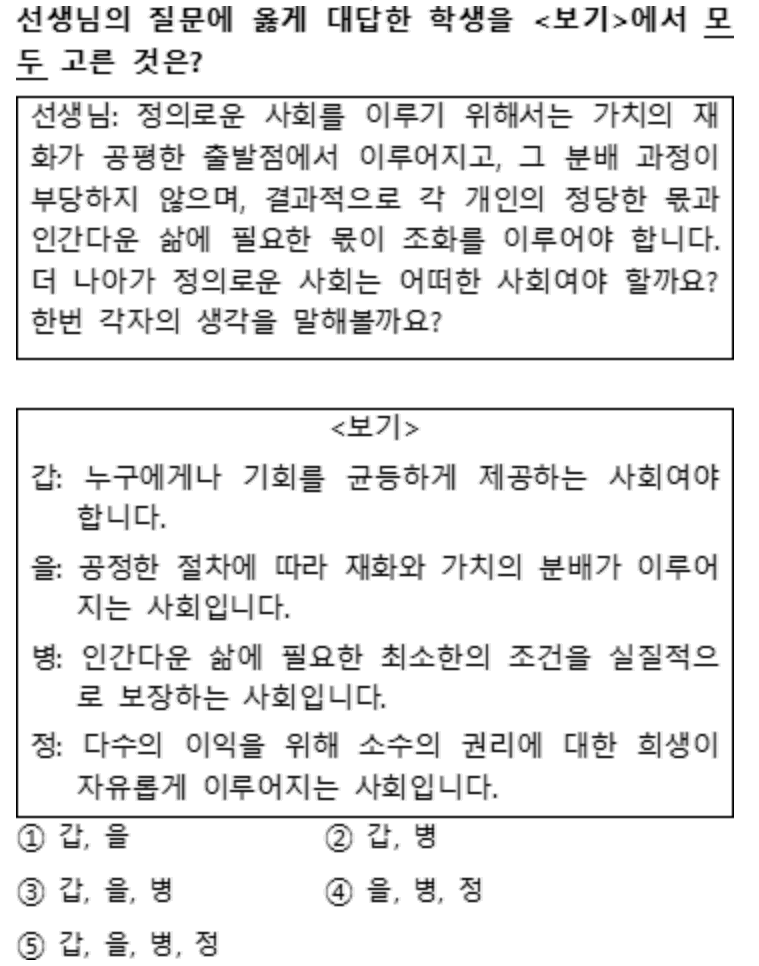 선생님의 질문에 옳게 대답한 학생을 <보기>에서 모
두 고른 것은?
선생님: 정의로운 사회를 이루기 위해서는 가치의 재
화가 공평한 출발점에서 이루어지고, 그 분배 과정이
부당하지 않으며, 결과적으로 각 개인의 정당한 몫과
인간다운 삶에 필요한 몫이 조화를 이루어야 합니다.
더 나아가 정의로운 사회는 어떠한 사회여야 할까요?
한번 각자의 생각을 말해볼까요?
<보기>
갑: 누구에게나 기회를 균등하게 제공하는 사회여야
합니다.
을: 공정한 절차에 따라 재화와 가치의 분배가 이루어
지는 사회입니다.
병: 인간다운 삶에 필요한 최소한의 조건을 실질적으
로 보장하는 사회입니다.
정: 다수의 이익을 위해 소수의 권리에 대한 희생이
자유롭게 이루어지는 사회입니다.
① 갑, 을 ② 갑, 병
③ 갑, 을, 병 ④ 을, 병, 정
⑤ 갑, 을, 병, 정